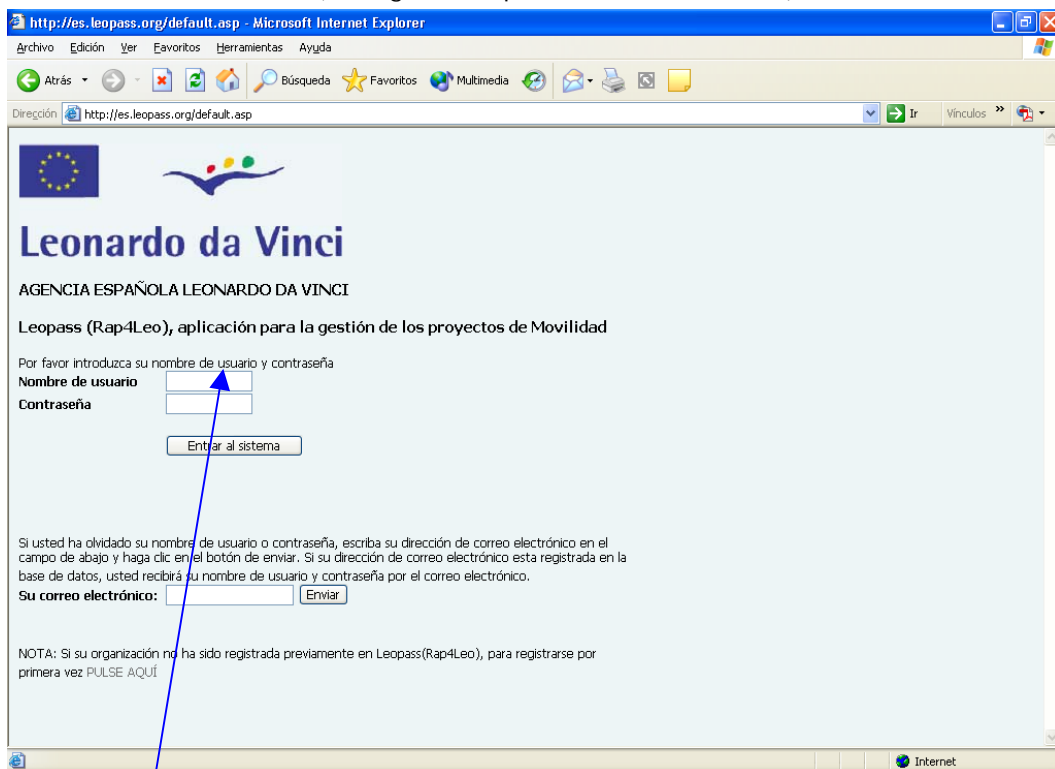 http://es.leopass.org/default.asp - Microsoft Internet Explorer
Archivo Edición Ver Favoritos Herramientas Ayuda
Atrás Búsqueda Favoritos Multimedia
Dirección http://es.leopass.org/default.asp Ir Vínculos »
Leonardo da Vinci
AGENCIA ESPAÑOLA LEONARDO DA VINCI
Leopass (Rap4Leo), aplicación para la gestión de los proyectos de Movilidad
Por favor introduzca su nombre de usuario y contraseña
Nombre de usuario
Contraseña
Entrar al sistema
Si usted ha olvidado su nombre de usuario o contraseña, escriba su dirección de correo electrónico en el
campo de abajo y haga clic en el botón de enviar. Si su dirección de correo electrónico esta registrada en la
base de datos, usted recibirá su nombre de usuario y contraseña por el correo electrónico.
Su correo electrónico: Enviar
NOTA: Si su organización no ha sido registrada previamente en Leopass(Rap4Leo), para registrarse por
primera vez PULSE AQUÍ
Internet